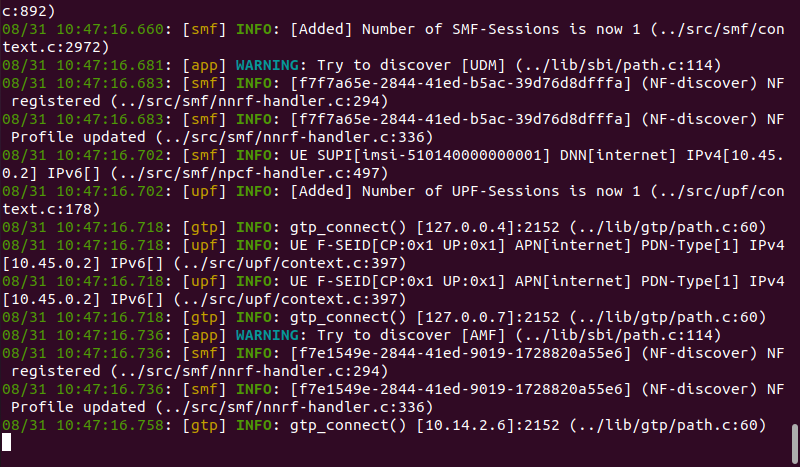 c:892)
08/31 10:47:16.660: [smf] INFO: [Added] Number of SMF-Sessions is now 1 (../src/smf/con
text.c:2972)
08/31 10:47:16.681: [app] WARNING: Try to discover [UDM] (../lib/sbi/path.c:114)
08/31 10:47:16.683: [smf] INFO: [f7f7a65e-2844-41ed-b5ac-39d76d8dfffa] (NF-discover) NF
 registered (../src/smf/nnrf-handler.c:294)
08/31 10:47:16.683: [smf] INFO: [f7f7a65e-2844-41ed-b5ac-39d76d8dfffa] (NF-discover) NF
 Profile updated (../src/smf/nnrf-handler.c:336)
08/31 10:47:16.702: [smf] INFO: UE SUPI[imsi-510140000000001] DNN[internet] IPv4[10.45.
0.2] IPv6[] (../src/smf/npcf-handler.c:497)
08/31 10:47:16.702: [upf] INFO: [Added] Number of UPF-Sessions is now 1 (../src/upf/con
text.c:178)
08/31 10:47:16.718: [gtp] INFO: gtp_connect() [127.0.0.4]:2152 (../lib/gtp/path.c:60)
08/31 10:47:16.718: [upf] INFO: UE F-SEID[CP:0x1 UP:0x1] APN[internet] PDN-Type[1] IPv4
[10.45.0.2] IPv6[] (../src/upf/context.c:397)
08/31 10:47:16.718: [upf] INFO: UE F-SEID[CP:0x1 UP:0x1] APN[internet] PDN-Type[1] IPv4
[10.45.0.2] IPv6[] (../src/upf/context.c:397)
08/31 10:47:16.718: [gtp] INFO: gtp_connect() [127.0.0.7]:2152 (../lib/gtp/path.c:60)
08/31 10:47:16.736: [app] WARNING: Try to discover [AMF] (../lib/sbi/path.c:114)
08/31 10:47:16.736: [smf] INFO: [f7e1549e-2844-41ed-9019-1728820a55e6] (NF-discover) NF
 registered (../src/smf/nnrf-handler.c:294)
08/31 10:47:16.736: [smf] INFO: [f7e1549e-2844-41ed-9019-1728820a55e6] (NF-discover) NF
 Profile updated (../src/smf/nnrf-handler.c:336)
08/31 10:47:16.758: [gtp] INFO: gtp_connect() [10.14.2.6]:2152 (../lib/gtp/path.c:60)